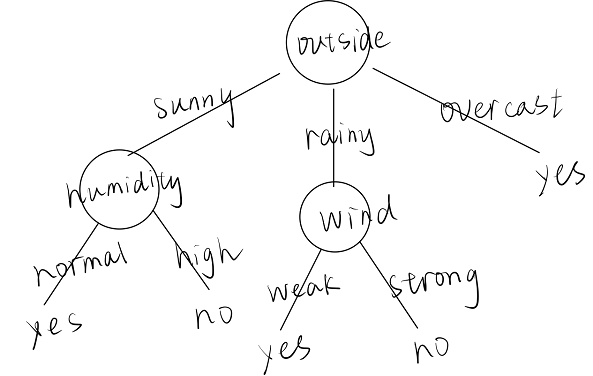 outside
sunny
rainy
overcast
humidity
wind
yes
normal
high
weak
strong
yes
no
yes
no